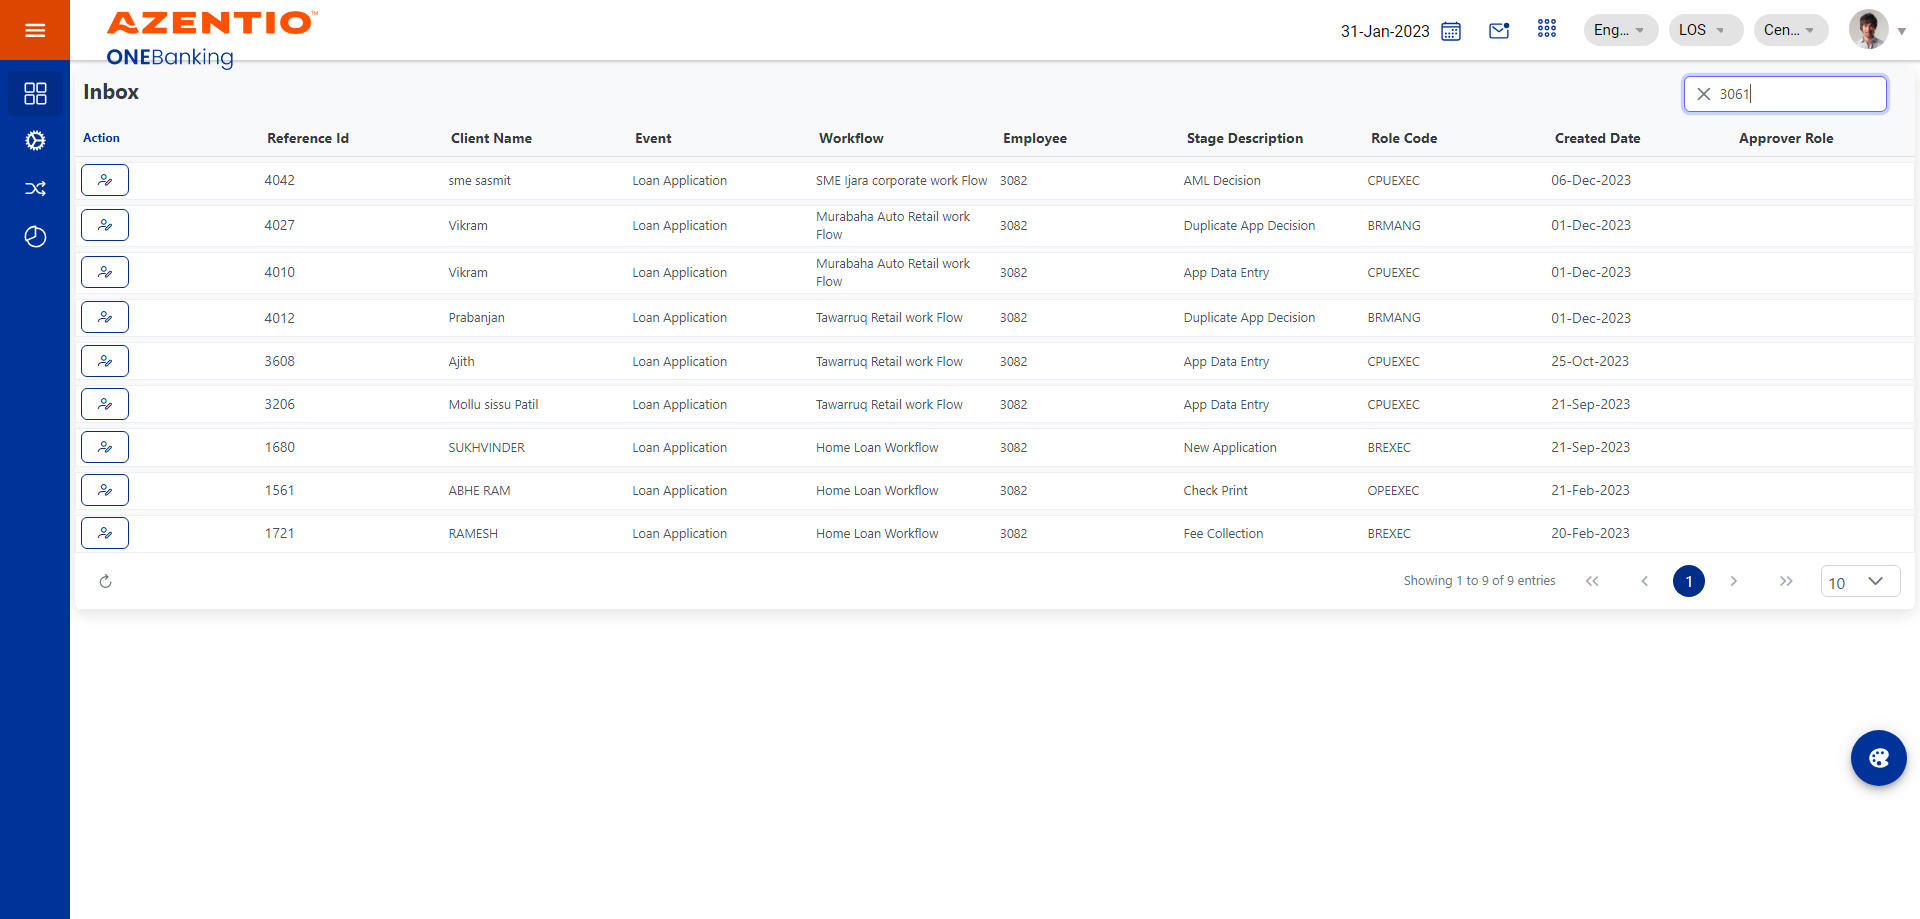 AZENTIO™
ONEBanking
31-Jan-2023
Eng...
LOS
Cen...
Inbox
3061
Action Reference Id Client Name Event Workflow Employee Stage Description Role Code Created Date Approver Role
4042 sme sasmit Loan Application SME Ijara corporate work Flow 3082 AML Decision CPUEXEC 06-Dec-2023
4027 Vikram Loan Application Murabaha Auto Retail work Flow 3082 Duplicate App Decision BRMANG 01-Dec-2023
4010 Vikram Loan Application Murabaha Auto Retail work Flow 3082 App Data Entry CPUEXEC 01-Dec-2023
4012 Prabanjan Loan Application Tawarruq Retail work Flow 3082 Duplicate App Decision BRMANG 01-Dec-2023
3608 Ajith Loan Application Tawarruq Retail work Flow 3082 App Data Entry CPUEXEC 25-Oct-2023
3206 Mollu sissu Patil Loan Application Tawarruq Retail work Flow 3082 App Data Entry CPUEXEC 21-Sep-2023
1680 SUKHVINDER Loan Application Home Loan Workflow 3082 New Application BREXEC 21-Sep-2023
1561 ABHE RAM Loan Application Home Loan Workflow 3082 Check Print OPEEXEC 21-Feb-2023
1721 RAMESH Loan Application Home Loan Workflow 3082 Fee Collection BREXEC 20-Feb-2023
Showing 1 to 9 of 9 entries
1
10